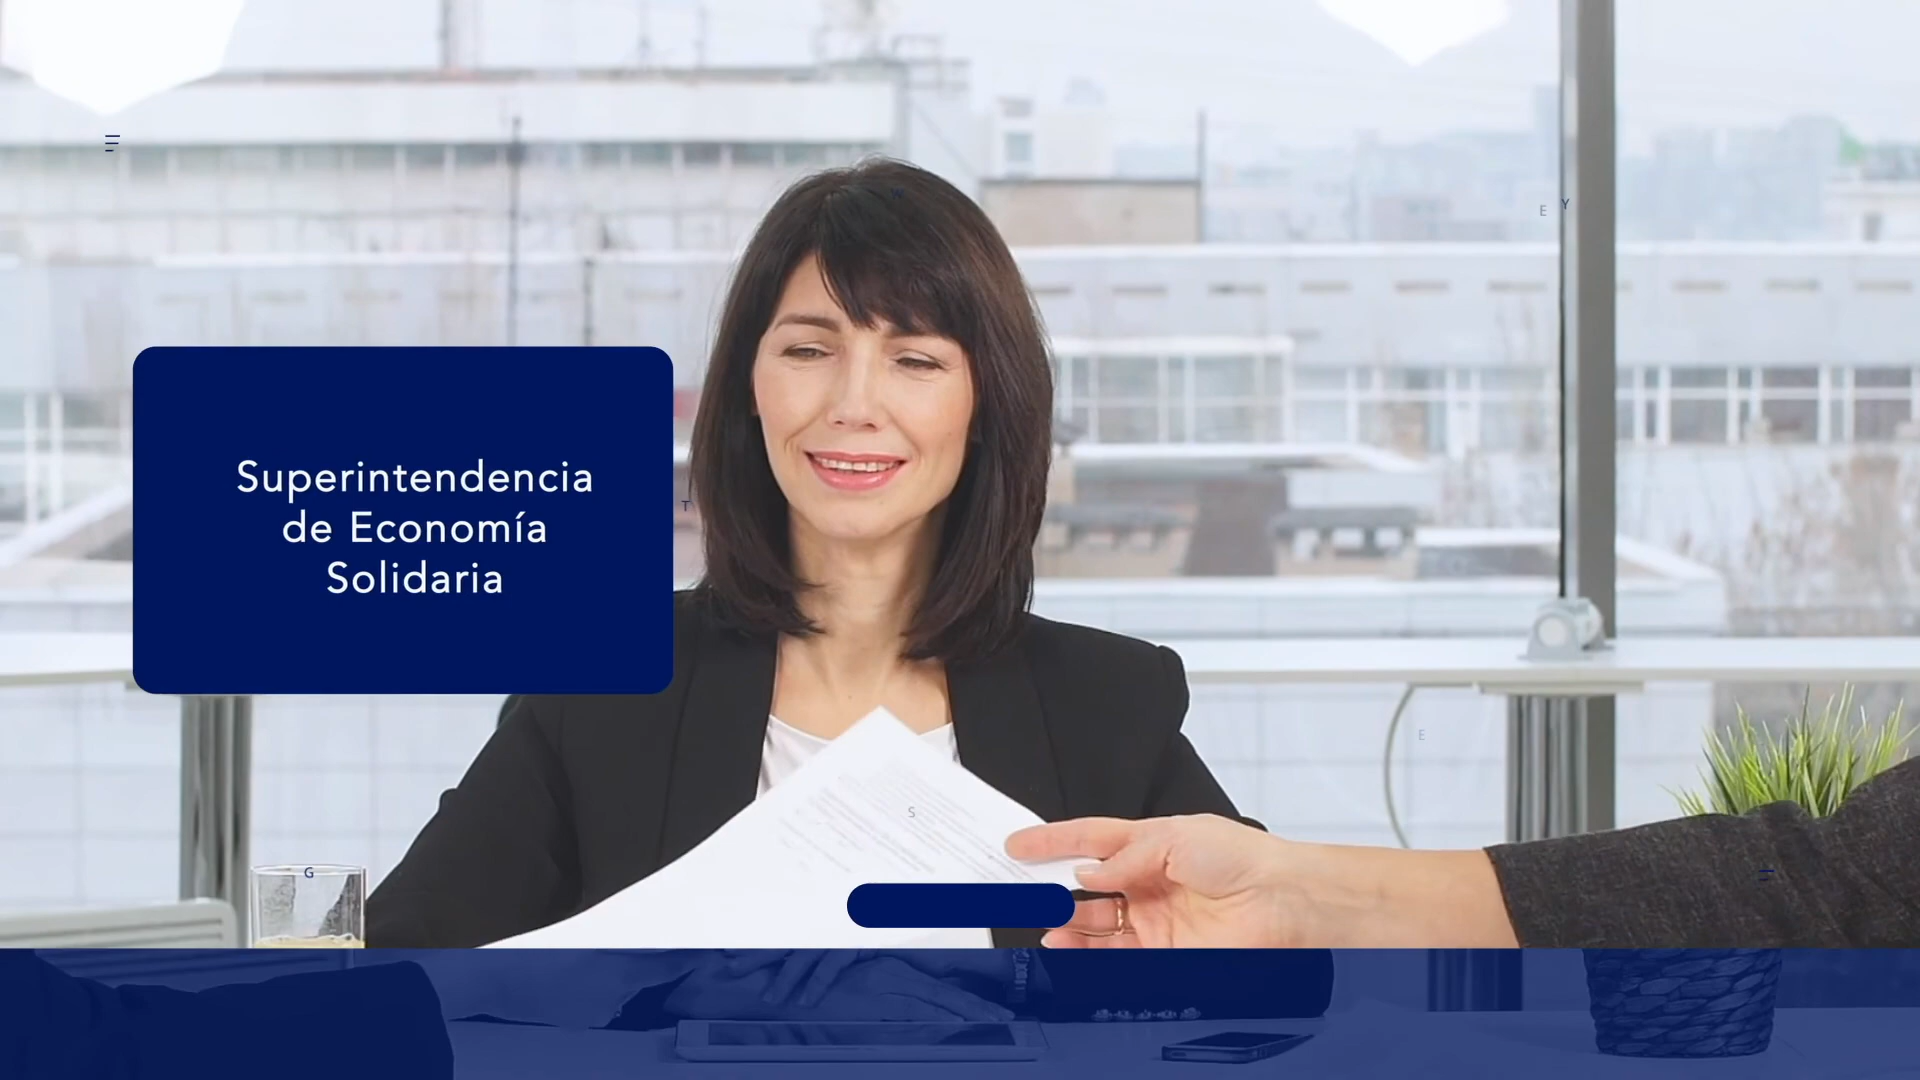 W
E Y
Superintendencia
de Economía
Solidaria
T
E
S
G